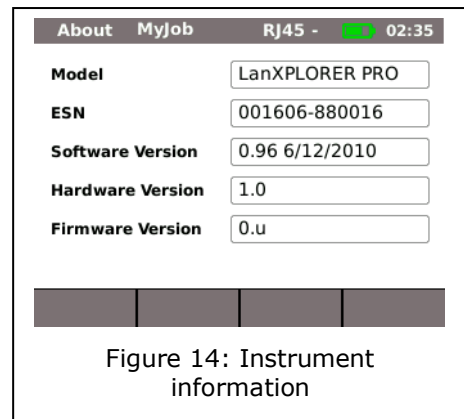 About MyJob RJ45 - 02:35
Model LanXPLORER PRO
ESN 001606-880016
Software Version 0.96 6/12/2010
Hardware Version 1.0
Firmware Version 0.u
Figure 14: Instrument
information